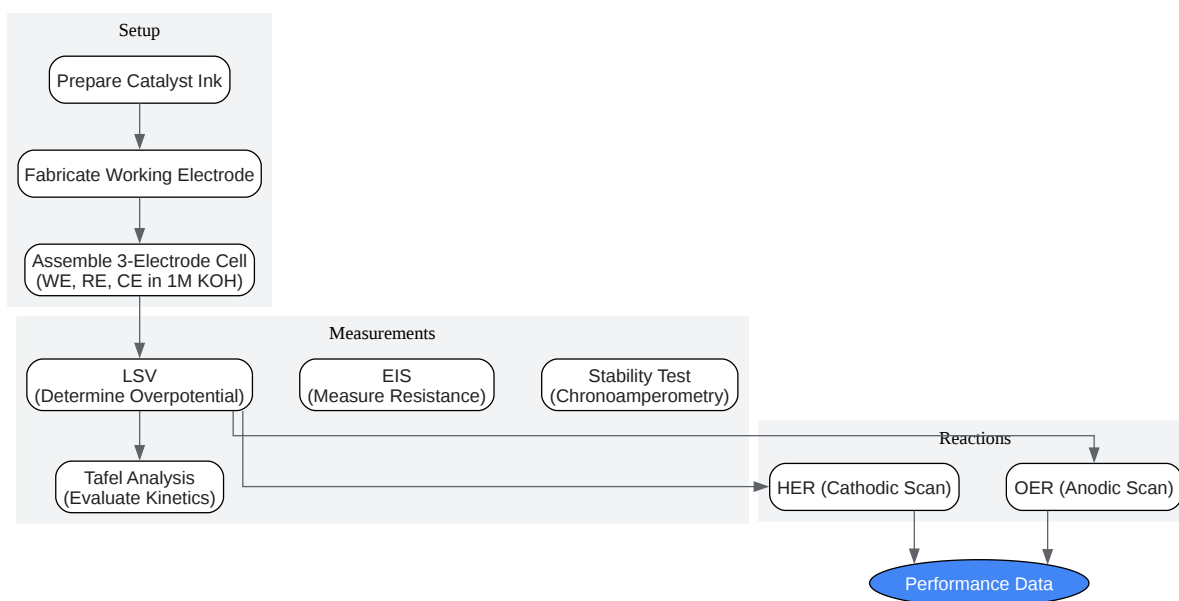 Setup
Prepare Catalyst Ink
Fabricate Working Electrode
Assemble 3-Electrode Cell
(WE, RE, CE in 1M KOH)
Measurements
LSV
(Determine Overpotential)
EIS
(Measure Resistance)
Stability Test
(Chronoamperometry)
Tafel Analysis
(Evaluate Kinetics)
Reactions
HER (Cathodic Scan)
OER (Anodic Scan)
Performance Data